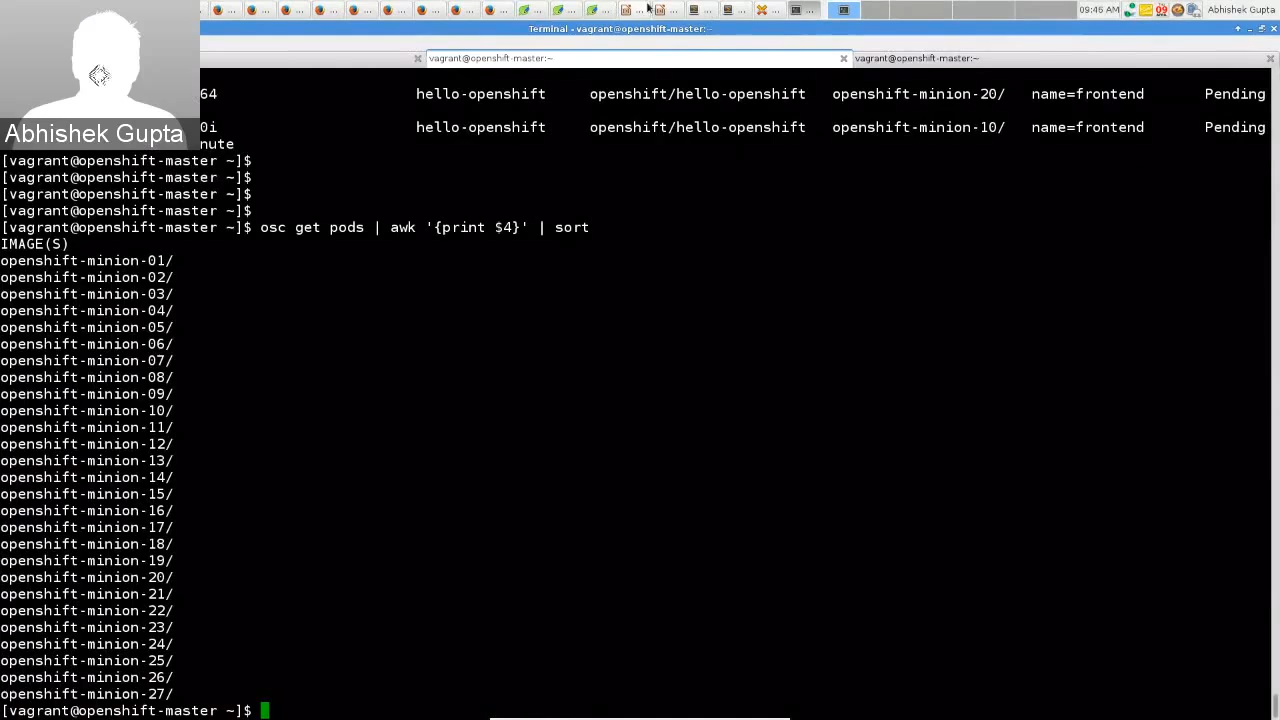 09:46 AM Abhishek Gupta
Terminal - vagrant@openshift-master:~
vagrant@openshift-master:~ vagrant@openshift-master:~
64 hello-openshift openshift/hello-openshift openshift-minion-20/ name=frontend Pending
0i hello-openshift openshift/hello-openshift openshift-minion-10/ name=frontend Pending
Abhishek Gupta
nute
[vagrant@openshift-master ~]$
[vagrant@openshift-master ~]$
[vagrant@openshift-master ~]$
[vagrant@openshift-master ~]$
[vagrant@openshift-master ~]$ osc get pods | awk '{print $4}' | sort
IMAGE(S)
openshift-minion-01/
openshift-minion-02/
openshift-minion-03/
openshift-minion-04/
openshift-minion-05/
openshift-minion-06/
openshift-minion-07/
openshift-minion-08/
openshift-minion-09/
openshift-minion-10/
openshift-minion-11/
openshift-minion-12/
openshift-minion-13/
openshift-minion-14/
openshift-minion-15/
openshift-minion-16/
openshift-minion-17/
openshift-minion-18/
openshift-minion-19/
openshift-minion-20/
openshift-minion-21/
openshift-minion-22/
openshift-minion-23/
openshift-minion-24/
openshift-minion-25/
openshift-minion-26/
openshift-minion-27/
[vagrant@openshift-master ~]$